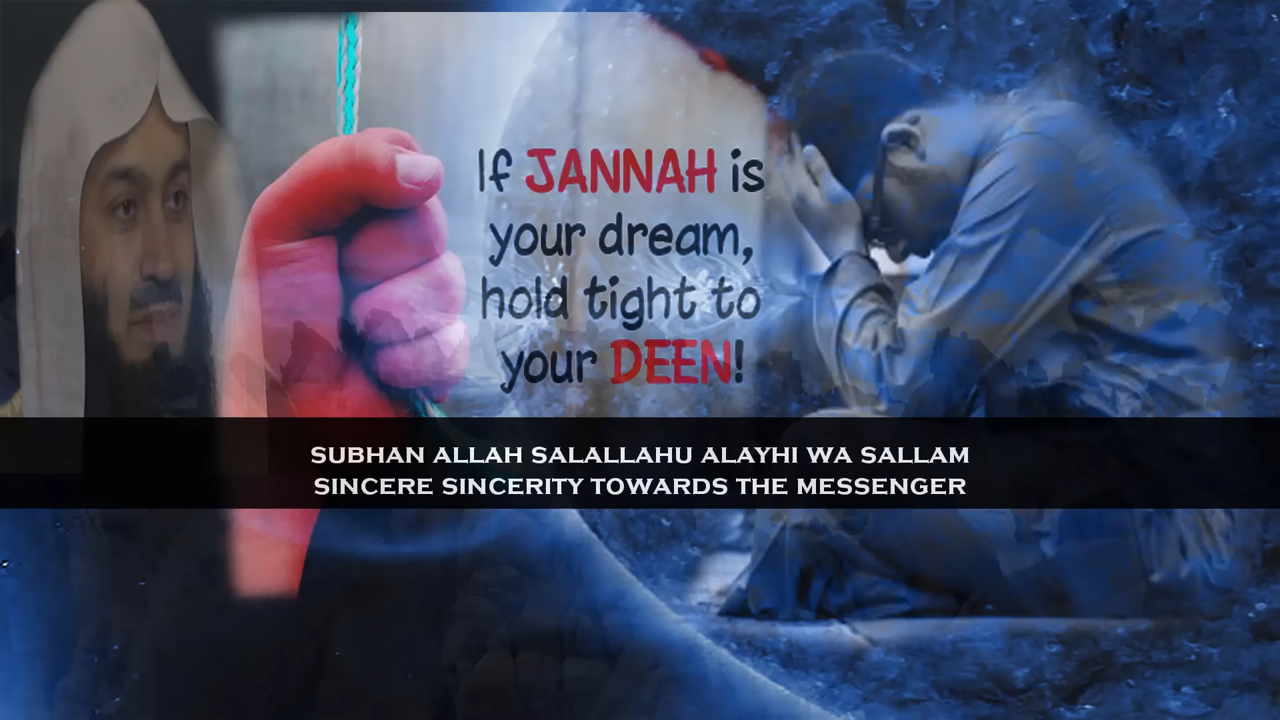 If JANNAH is
your dream,
hold tight to
your DEEN!
SUBHAN ALLAH SALALLAHU ALAYHI WA SALLAM
SINCERE SINCERITY TOWARDS THE MESSENGER